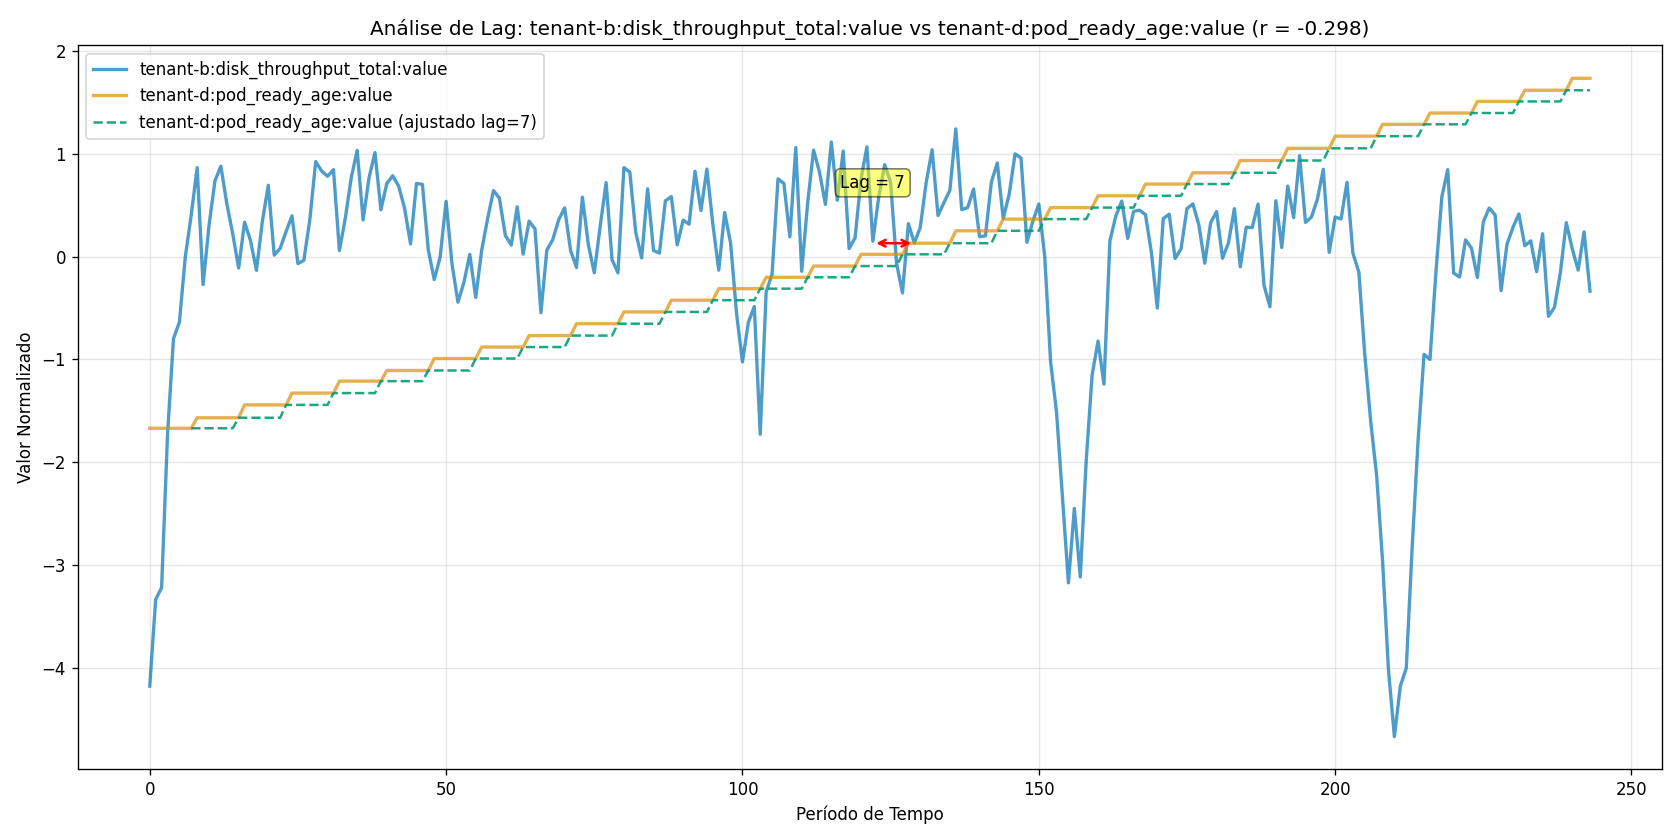 Análise de Lag: tenant-b:disk_throughput_total:value vs tenant-d:pod_ready_age:value (r = -0.298)
tenant-b:disk_throughput_total:value
tenant-d:pod_ready_age:value
tenant-d:pod_ready_age:value (ajustado lag=7)
Lag = 7
Valor Normalizado
2
1
0
−1
−2
−3
−4
0
50
100
150
200
250
Período de Tempo